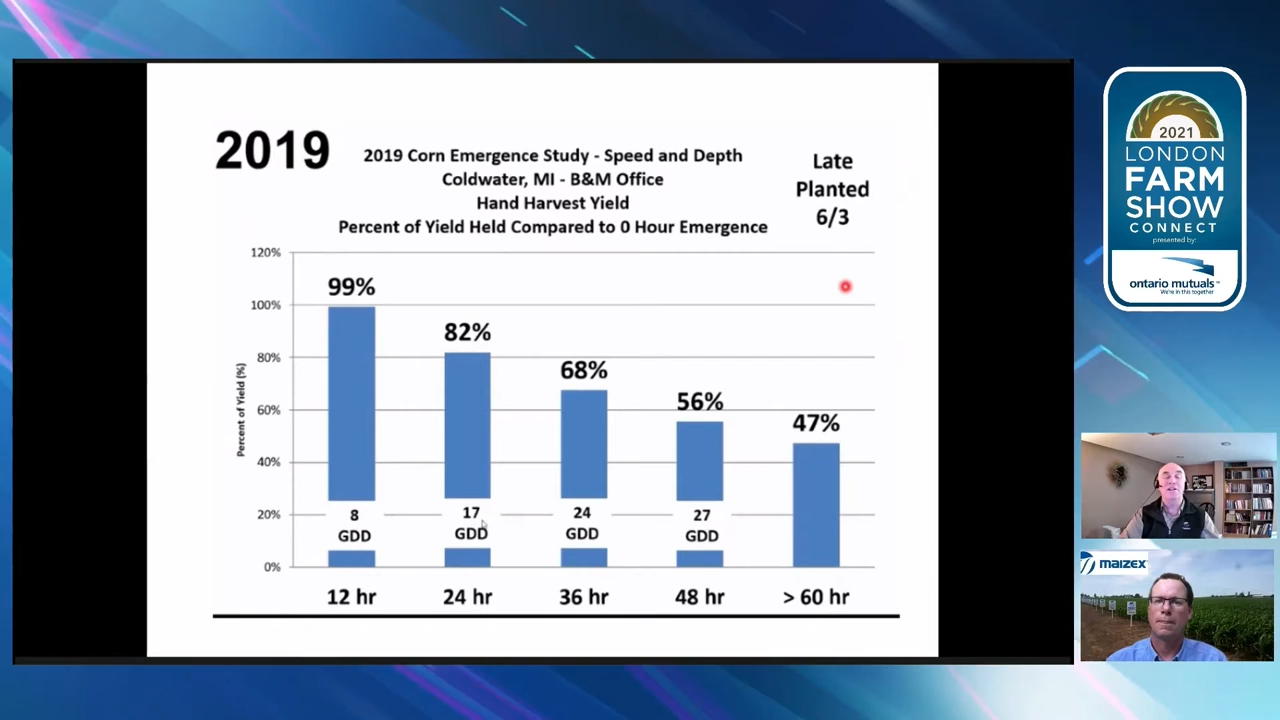 2019
2019 Corn Emergence Study - Speed and Depth
Coldwater, MI - B&M Office
Hand Harvest Yield
Percent of Yield Held Compared to 0 Hour Emergence
Late
Planted
6/3
Percent of Yield (%)
120%
100%
80%
60%
40%
20%
0%
99%
82%
68%
56%
47%
8
GDD
17
GDD
24
GDD
27
GDD
12 hr
24 hr
36 hr
48 hr
> 60 hr
2021
LONDON
FARM
SHOW
CONNECT
presented by:
ontario mutuals™
We're in this together
MAIZEX